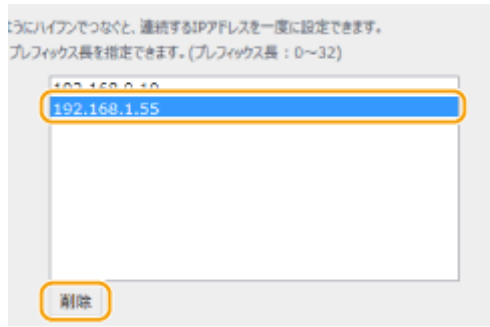 うにハイフンでつなぐと、連続するIPアドレスを一度に設定できます。
プレフィックス長を指定できます。(プレフィックス長:0~32)
192.168.1.55
削除